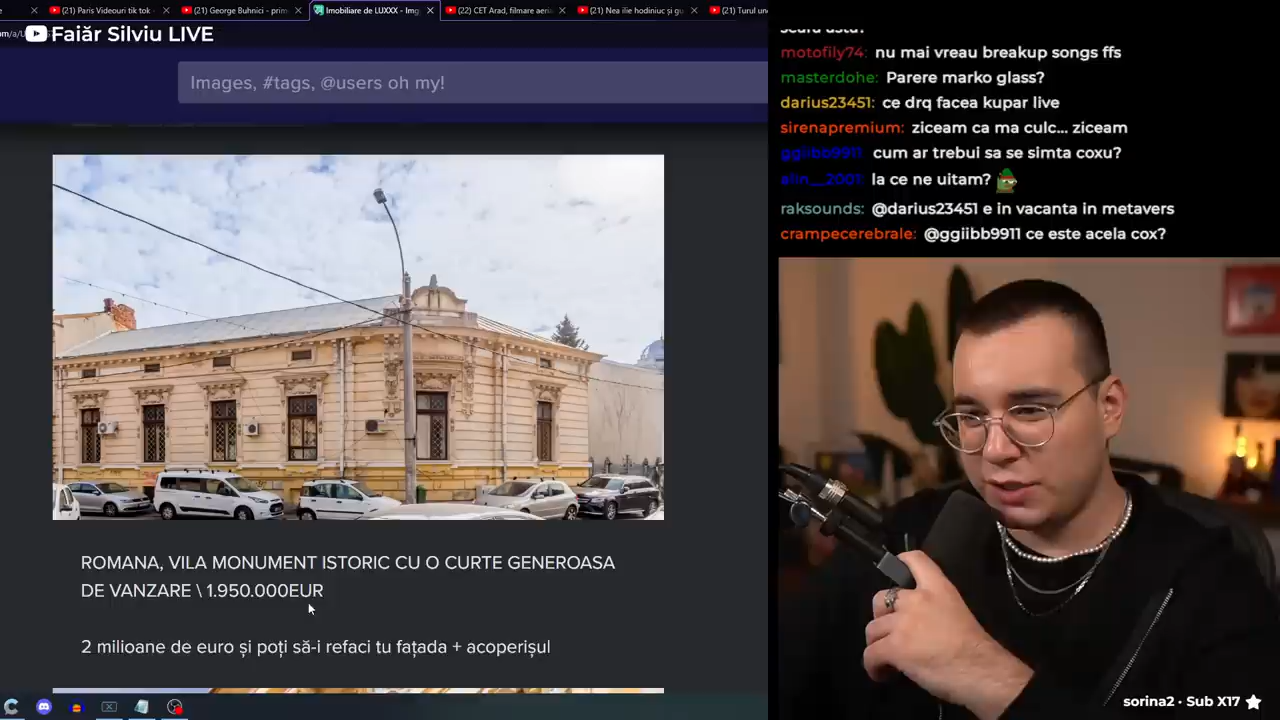 (21) Paris Videouri tik tok
(21) George Buhnici - prim
Imobiliare de LUXXX - Img
(22) CET Arad, filmare aeri
(21) Nea ilie hodiniuc și gu
(21) Turul un
Faiăr Silviu LIVE
Images, #tags, @users oh my!
motofily74: nu mai vreau breakup songs ffs
masterdohe: Parere marko glass?
darius23451: ce drq facea kupar live
sirenapremium: ziceam ca ma culc... ziceam
ggiibb9911 cum ar trebui sa se simta coxu?
alin__2001: la ce ne uitam?
raksounds: @darius23451 e in vacanta in metavers
crampecerebrale: @ggiibb9911 ce este acela cox?
ROMANA, VILA MONUMENT ISTORIC CU O CURTE GENEROASA
DE VANZARE \ 1.950.000EUR
2 milioane de euro și poți să-i refaci tu fațada + acoperișul
sorina2 · Sub X17